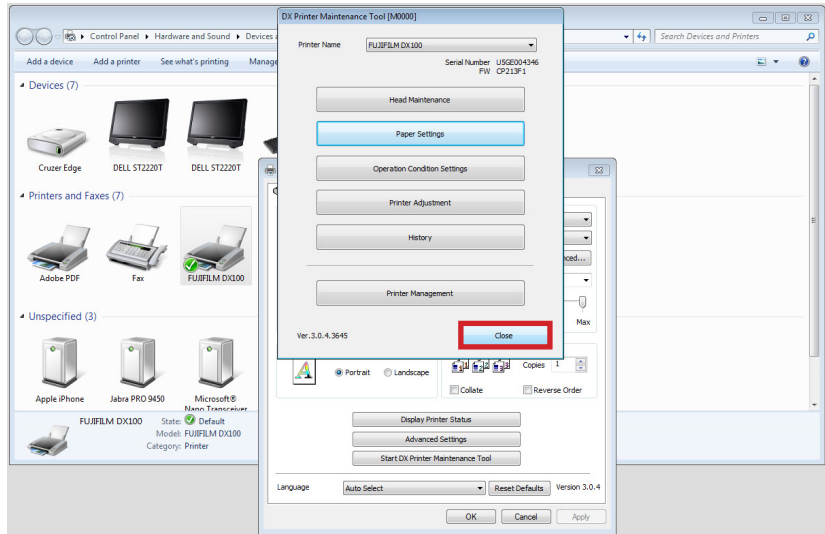 DX Printer Maintenance Tool [M0000]
Control Panel ▸ Hardware and Sound ▸ Devices a
Search Devices and Printers
Add a device
Add a printer
See what's printing
Manage
Devices (7)
Cruzer Edge
DELL ST2220T
DELL ST2220T
Printers and Faxes (7)
Adobe PDF
Fax
FUJIFILM DX100
Unspecified (3)
Apple iPhone
Jabra PRO 9450
Microsoft®
Nano Transceiver
FUJIFILM DX100
State: Default
Model: FUJIFILM DX100
Category: Printer
Printer Name
FUJIFILM DX100
Serial Number USGE004346
FW CP213F1
Head Maintenance
Paper Settings
Operation Condition Settings
Printer Adjustment
History
Printer Management
Ver.3.0.4.3645
Close
Max
Portrait
Landscape
Copies 1
Collate
Reverse Order
Display Printer Status
Advanced Settings
Start DX Printer Maintenance Tool
Language
Auto Select
Reset Defaults
Version 3.0.4
OK
Cancel
Apply